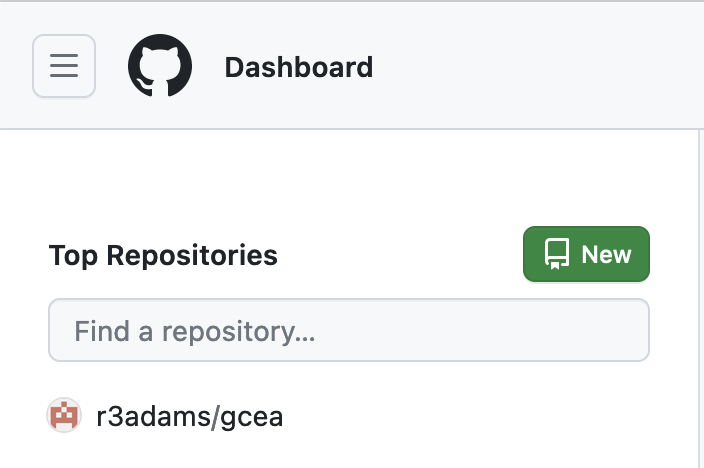 Dashboard
Top Repositories
New
Find a repository...
r3adams/gcea